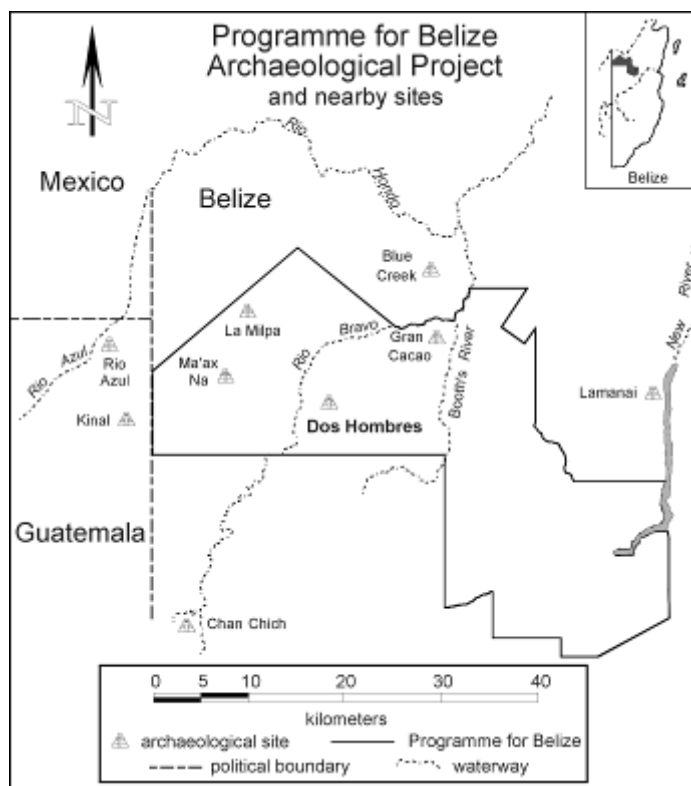 Programme for Belize
Archaeological Project
and nearby sites
N
Belize
Mexico
Belize
Rio
Hondo
Blue
Creek
La Milpa
Rio
Bravo
Gran
Cacao
Booth's River
New River
Rio Azul
Rio
Azul
Ma'ax
Na
Kinal
Dos Hombres
Lamanai
Guatemala
Chan Chich
0 5 10 20 30 40
kilometers
archaeological site
Programme for Belize
political boundary
waterway